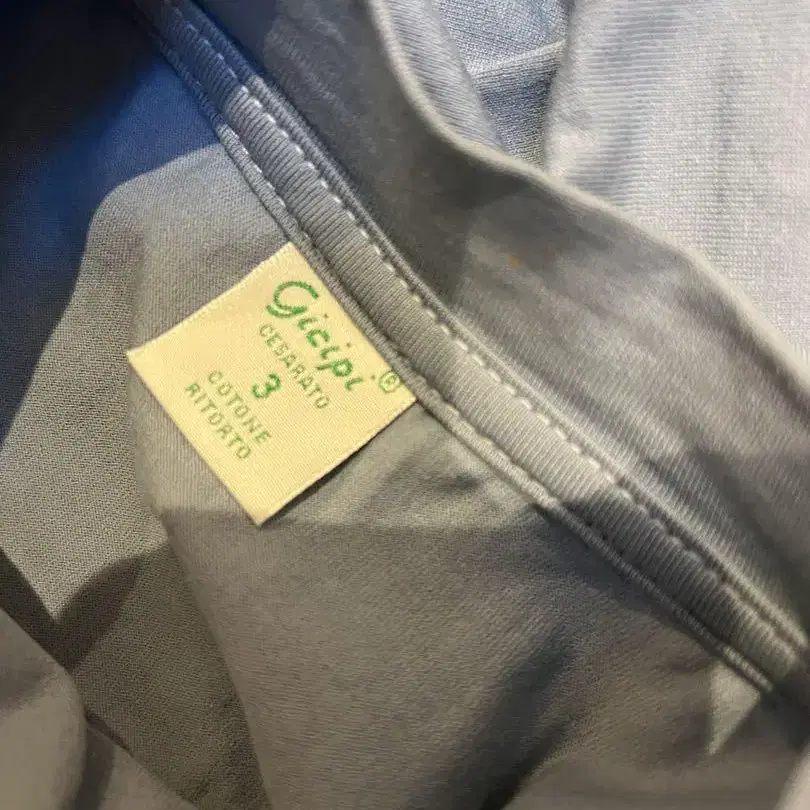 Gicipi ®
CESARATO
3
COTONE
RITORTO